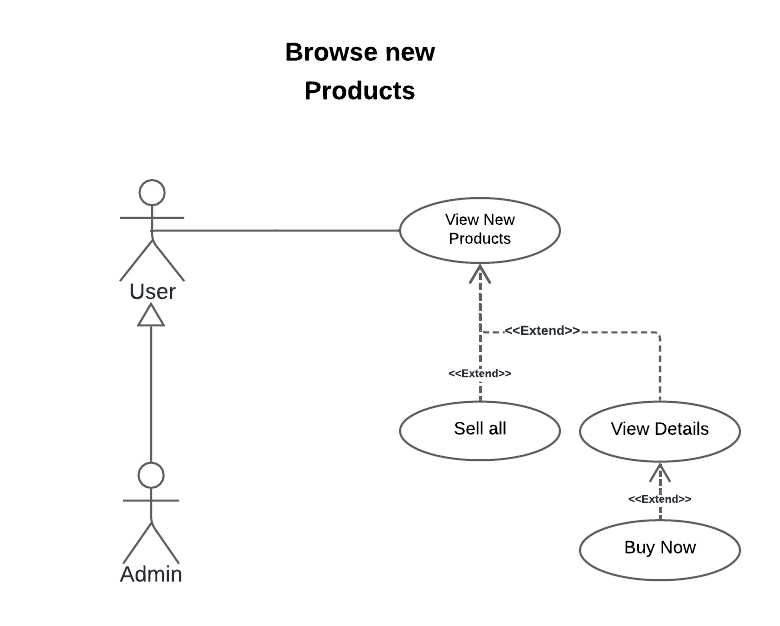 Browse new
Products
View New
Products
User
<<Extend>>
<<Extend>>
Sell all
View Details
<<Extend>>
Buy Now
Admin